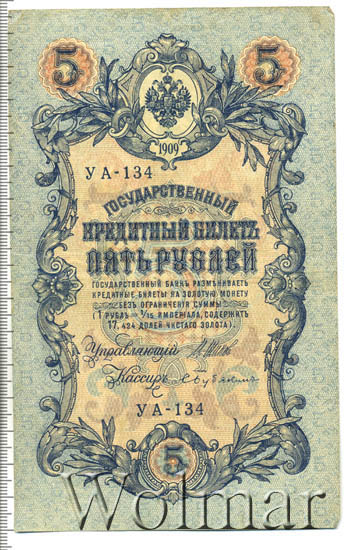 5 5
1909
УА-134
ГОСУДАРСТВЕННЫЙ
КРЕДИТНЫЙ БИЛЕТЪ
ПЯТЬ РУБЛЕЙ
ГОСУДАРСТВЕННЫЙ БАНКЪ РАЗМѢНИВАЕТЪ
КРЕДИТНЫЕ БИЛЕТЫ НА ЗОЛОТУЮ МОНЕТУ
БЕЗЪ ОГРАНИЧЕНІЯ СУММЫ
(1 РУБЛЬ = 1/15 ИМПЕРІАЛА, СОДЕРЖИТЪ
17,424 ДОЛЕЙ ЧИСТАГО ЗОЛОТА).
Управляющій
Кассиръ
УА-134
5
Wolmar